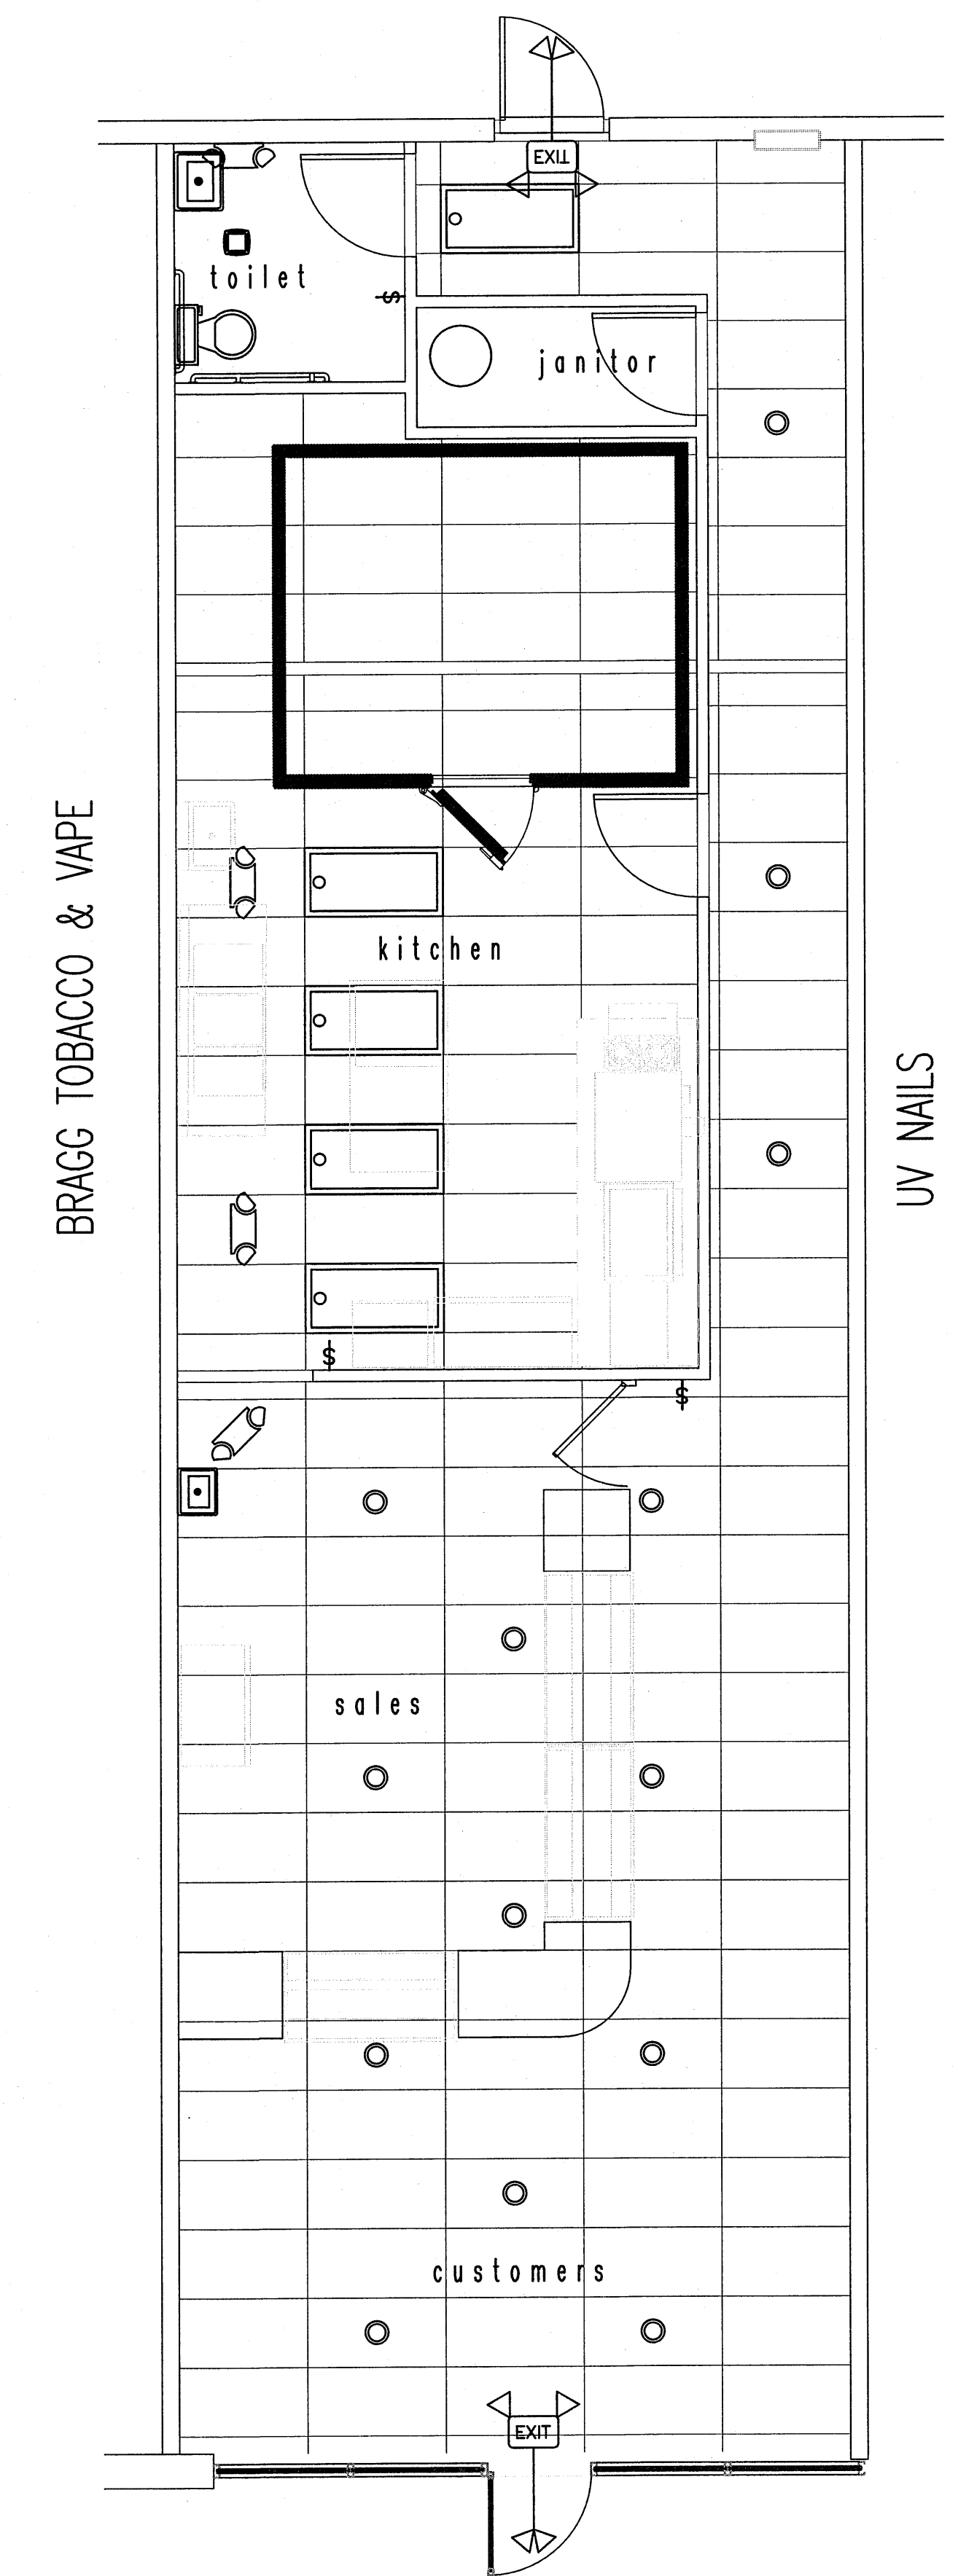 EXIT
toilet
$
janitor
BRAGG TOBACCO & VAPE
kitchen
UV NAILS
$
$
sales
customers
EXIT